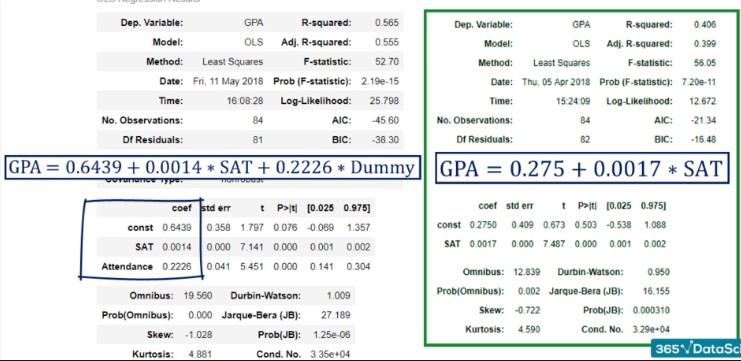 OLS Regression Results
Dep. Variable: GPA R-squared: 0.565
Model: OLS Adj. R-squared: 0.555
Method: Least Squares F-statistic: 52.70
Date: Fri, 11 May 2018 Prob (F-statistic): 2.19e-15
Time: 16:08:28 Log-Likelihood: 25.798
No. Observations: 84 AIC: -45.60
Df Residuals: 81 BIC: -38.30
GPA = 0.6439 + 0.0014 * SAT + 0.2226 * Dummy
Covariance Type: nonrobust
coef std err t P>|t| [0.025 0.975]
const 0.6439 0.358 1.797 0.076 -0.069 1.357
SAT 0.0014 0.000 7.141 0.000 0.001 0.002
Attendance 0.2226 0.041 5.451 0.000 0.141 0.304
Omnibus: 19.560 Durbin-Watson: 1.009
Prob(Omnibus): 0.000 Jarque-Bera (JB): 27.189
Skew: -1.028 Prob(JB): 1.25e-06
Kurtosis: 4.881 Cond. No. 3.35e+04
Dep. Variable: GPA R-squared: 0.406
Model: OLS Adj. R-squared: 0.399
Method: Least Squares F-statistic: 56.05
Date: Thu, 05 Apr 2018 Prob (F-statistic): 7.20e-11
Time: 15:24:09 Log-Likelihood: 12.672
No. Observations: 84 AIC: -21.34
Df Residuals: 82 BIC: -16.48
GPA = 0.275 + 0.0017 * SAT
coef std err t P>|t| [0.025 0.975]
const 0.2750 0.409 0.673 0.503 -0.538 1.088
SAT 0.0017 0.000 7.487 0.000 0.001 0.002
Omnibus: 12.839 Durbin-Watson: 0.950
Prob(Omnibus): 0.002 Jarque-Bera (JB): 16.155
Skew: -0.722 Prob(JB): 0.000310
Kurtosis: 4.590 Cond. No. 3.29e+04
365√DataSci